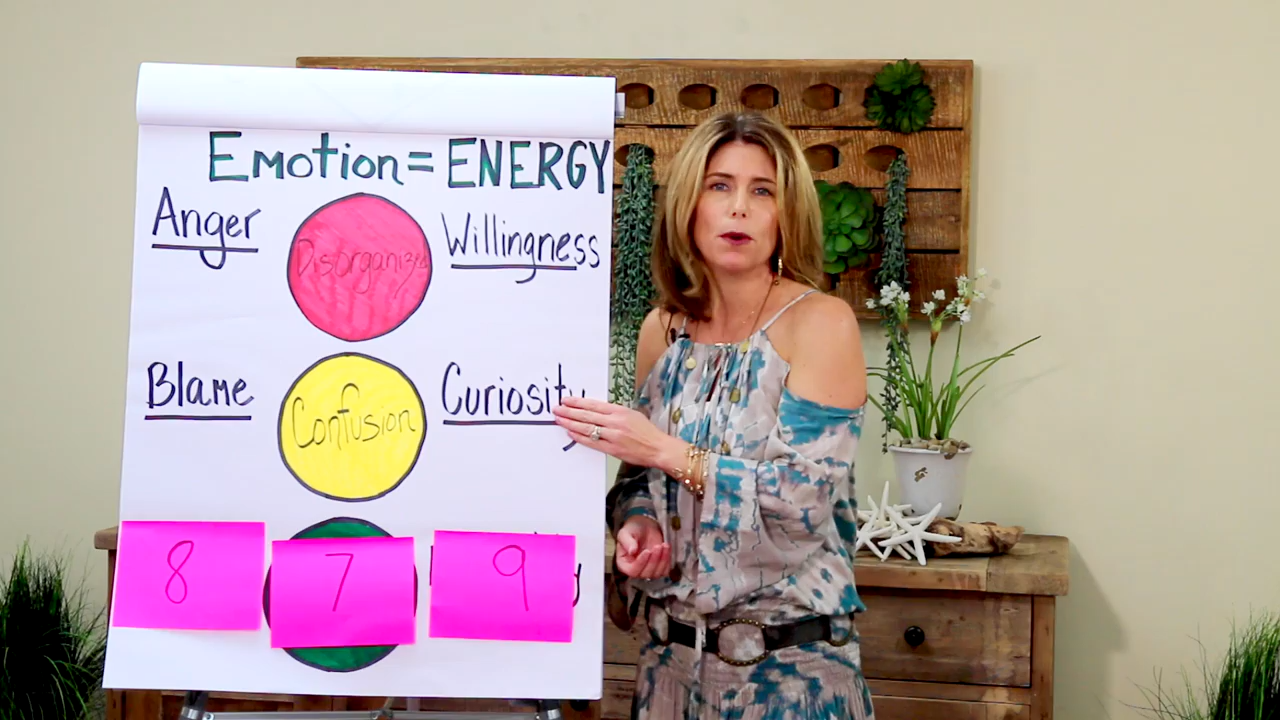 Emotion = ENERGY
Anger Disorganized Willingness
Blame Confusion Curiosity
8 7 9